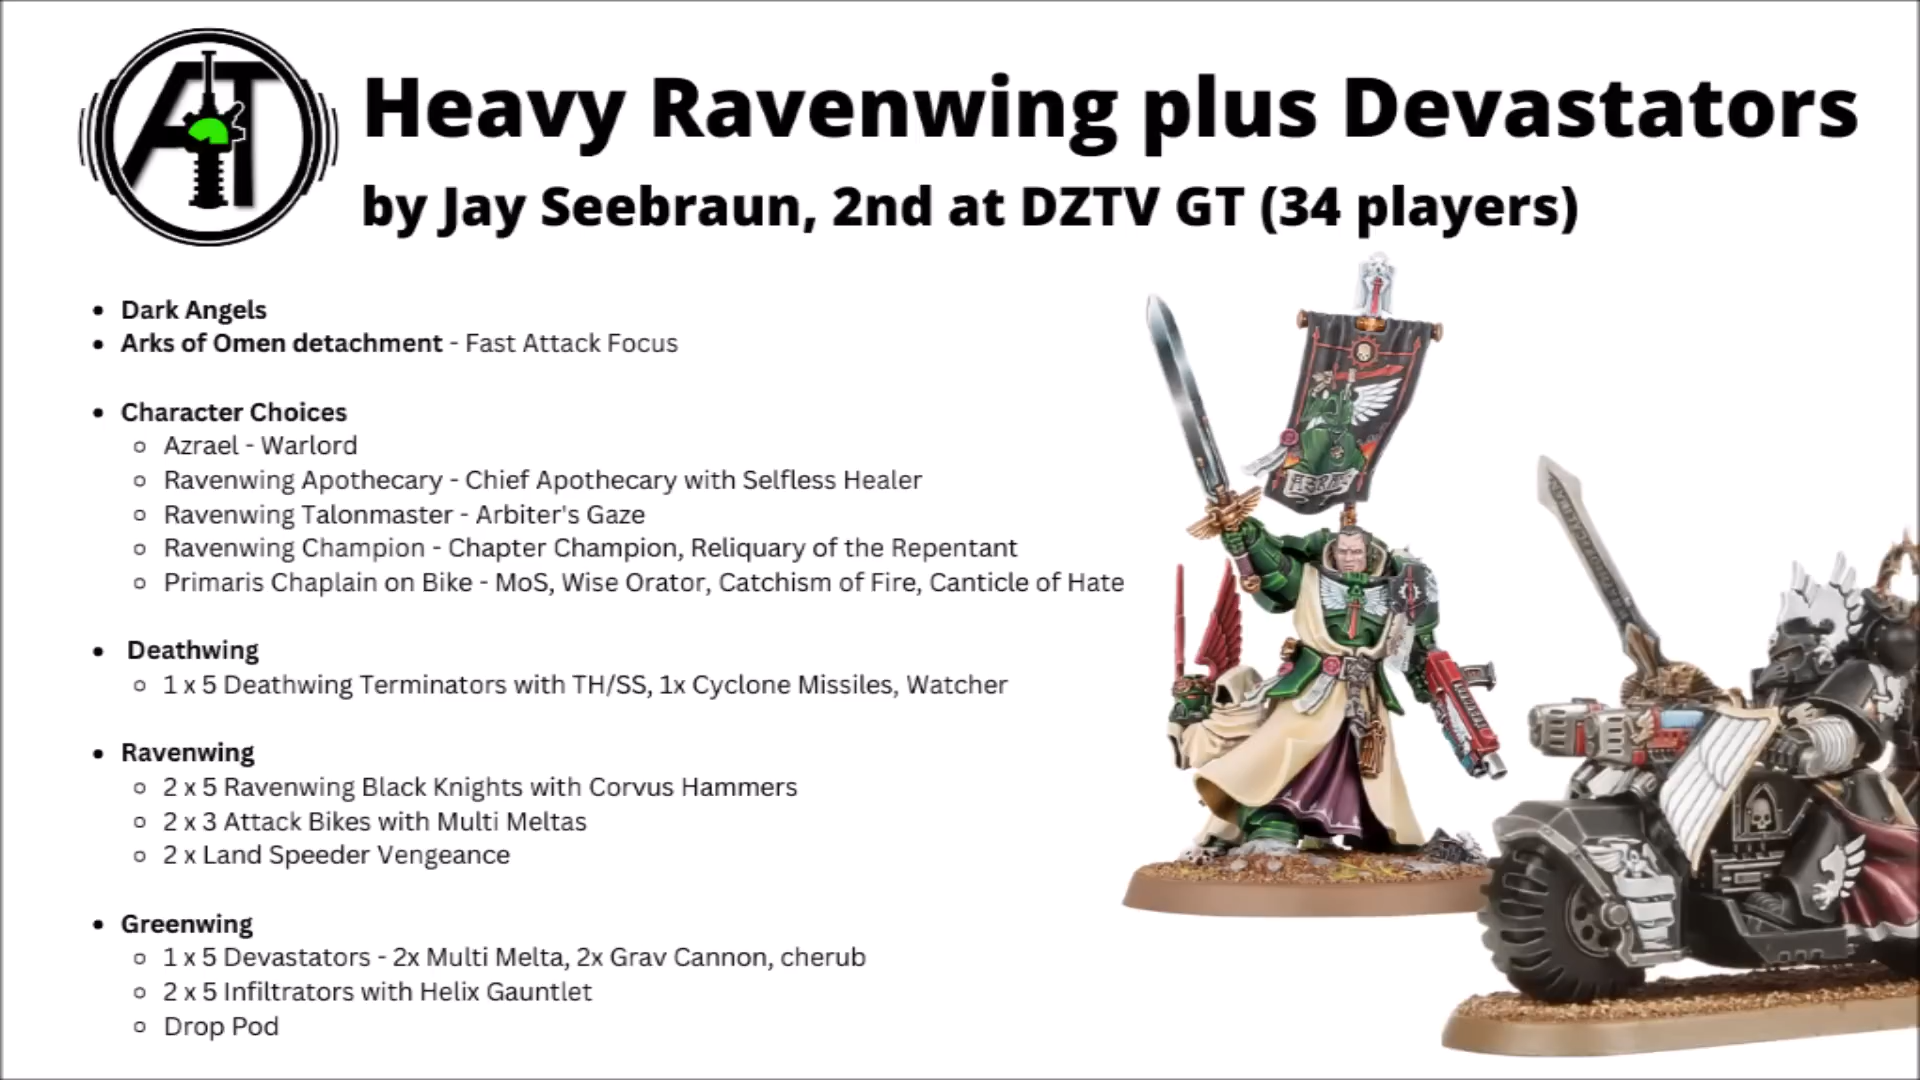 AT
Heavy Ravenwing plus Devastators
by Jay Seebraun, 2nd at DZTV GT (34 players)
Dark Angels
Arks of Omen detachment - Fast Attack Focus
Character Choices
Azrael - Warlord
Ravenwing Apothecary - Chief Apothecary with Selfless Healer
Ravenwing Talonmaster - Arbiter's Gaze
Ravenwing Champion - Chapter Champion, Reliquary of the Repentant
Primaris Chaplain on Bike - MoS, Wise Orator, Catchism of Fire, Canticle of Hate
Deathwing
1 x 5 Deathwing Terminators with TH/SS, 1x Cyclone Missiles, Watcher
Ravenwing
2 x 5 Ravenwing Black Knights with Corvus Hammers
2 x 3 Attack Bikes with Multi Meltas
2 x Land Speeder Vengeance
Greenwing
1 x 5 Devastators - 2x Multi Melta, 2x Grav Cannon, cherub
2 x 5 Infiltrators with Helix Gauntlet
Drop Pod